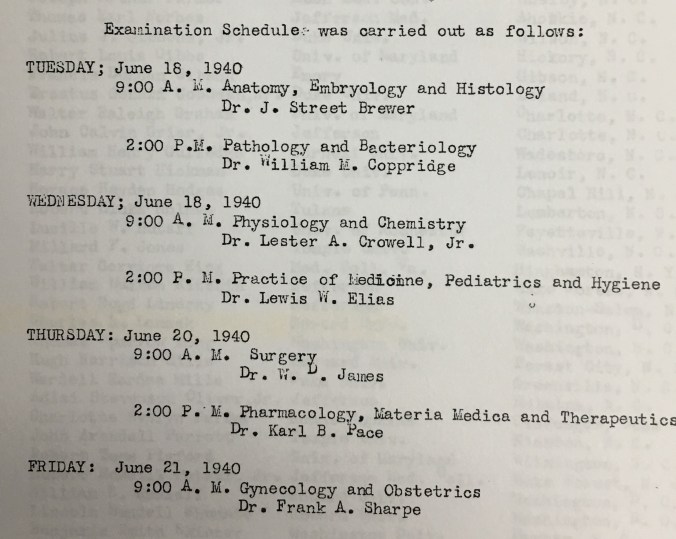 Examination Schedule was carried out as follows:
TUESDAY; June 18, 1940
9:00 A. M. Anatomy, Embryology and Histology
Dr. J. Street Brewer
2:00 P.M. Pathology and Bacteriology
Dr. William M. Coppridge
WEDNESDAY; June 18, 1940
9:00 A. M. Physiology and Chemistry
Dr. Lester A. Crowell, Jr.
2:00 P. M. Practice of Medicine, Pediatrics and Hygiene
Dr. Lewis W. Elias
THURSDAY: June 20, 1940
9:00 A. M. Surgery
Dr. W. D. James
2:00 P. M. Pharmacology, Materia Medica and Therapeutics
Dr. Karl B. Pace
FRIDAY: June 21, 1940
9:00 A. M. Gynecology and Obstetrics
Dr. Frank A. Sharpe